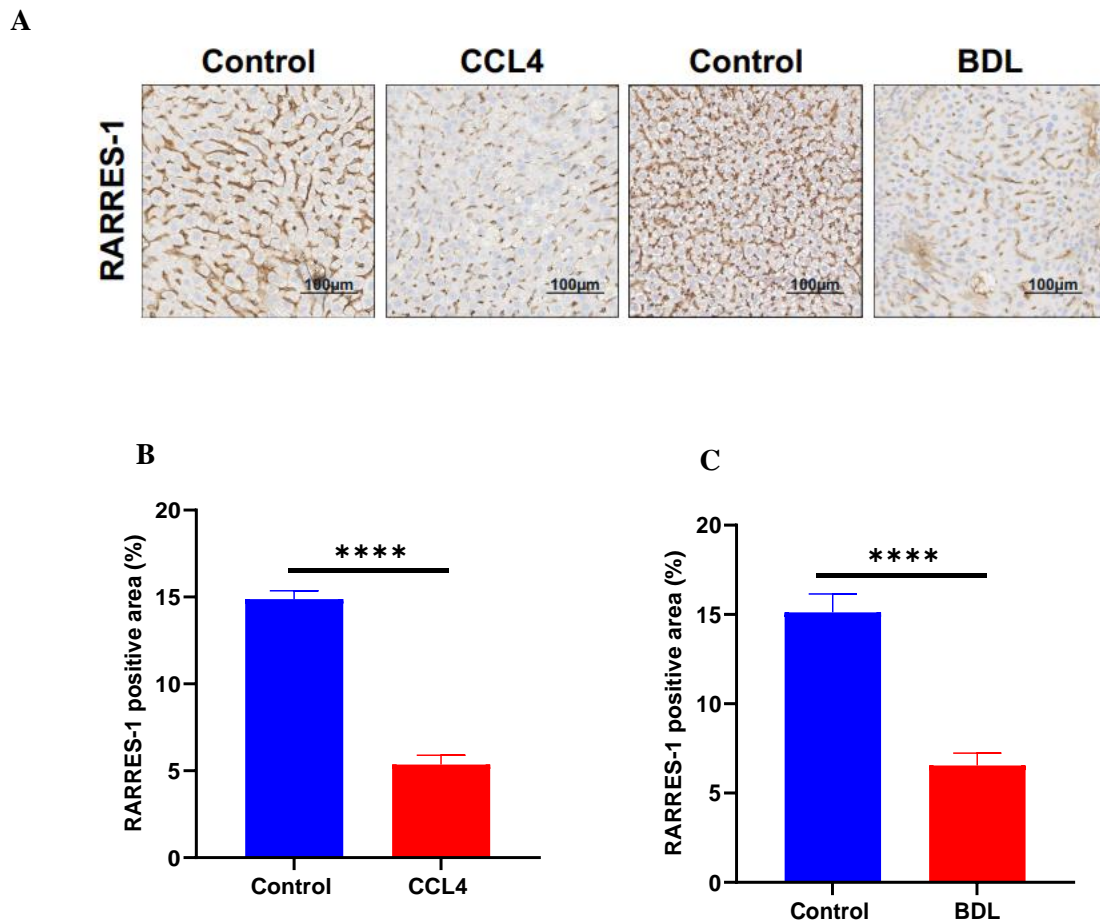 A
Control CCL4 Control BDL
RARRES-1
100µm 100µm 100µm 100µm
B
RARRES-1 positive area (%)
20
15
10
5
0
****
Control CCL4
C
RARRES-1 positive area (%)
20
15
10
5
0
****
Control BDL